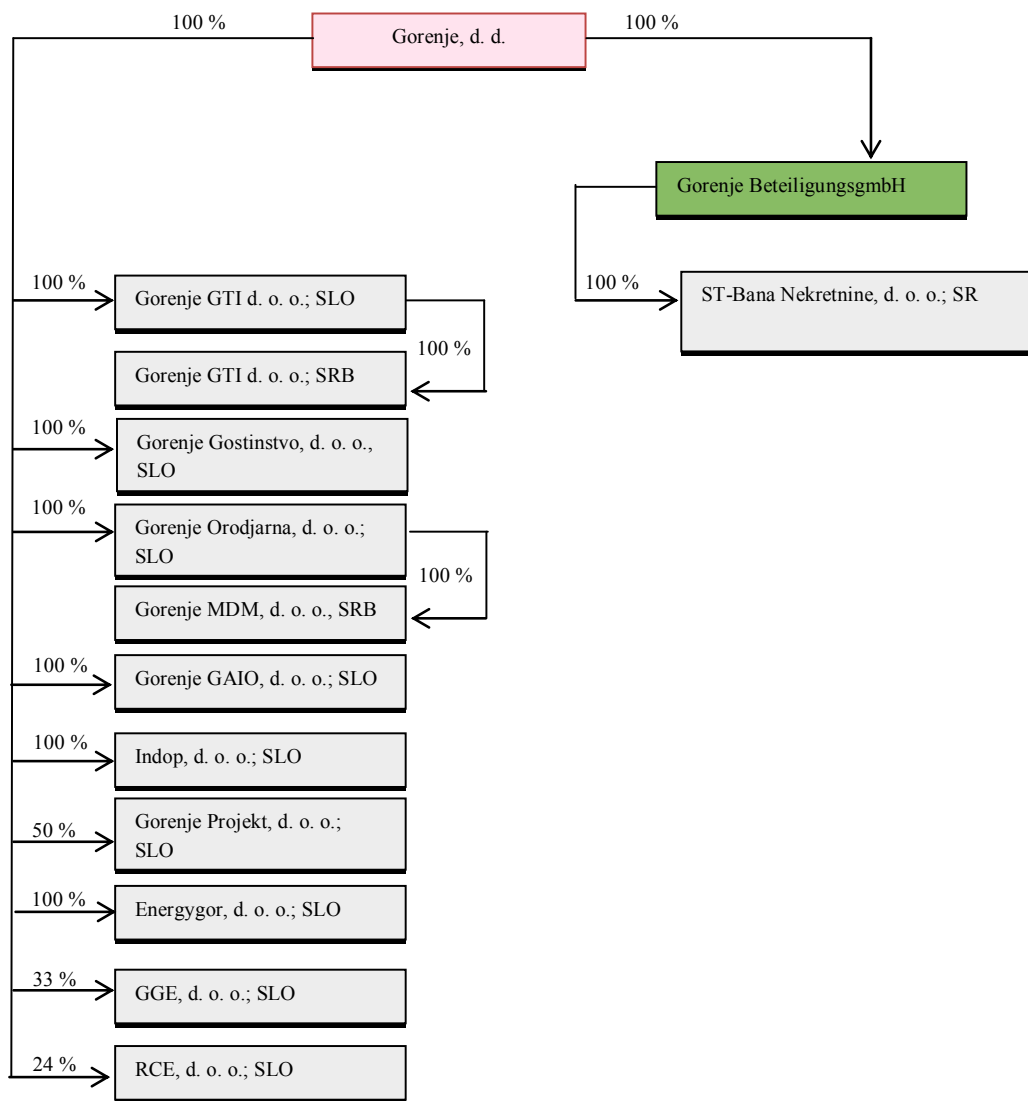 100 %
Gorenje, d. d.
100 %
Gorenje BeteiligungsgmbH
100 %
ST-Bana Nekretnine, d. o. o.; SR
100 %
Gorenje GTI d. o. o.; SLO
100 %
Gorenje GTI d. o. o.; SRB
100 %
Gorenje Gostinstvo, d. o. o.,
SLO
100 %
Gorenje Orodjarna, d. o. o.;
SLO
100 %
Gorenje MDM, d. o. o., SRB
100 %
Gorenje GAIO, d. o. o.; SLO
100 %
Indop, d. o. o.; SLO
50 %
Gorenje Projekt, d. o. o.;
SLO
100 %
Energygor, d. o. o.; SLO
33 %
GGE, d. o. o.; SLO
24 %
RCE, d. o. o.; SLO